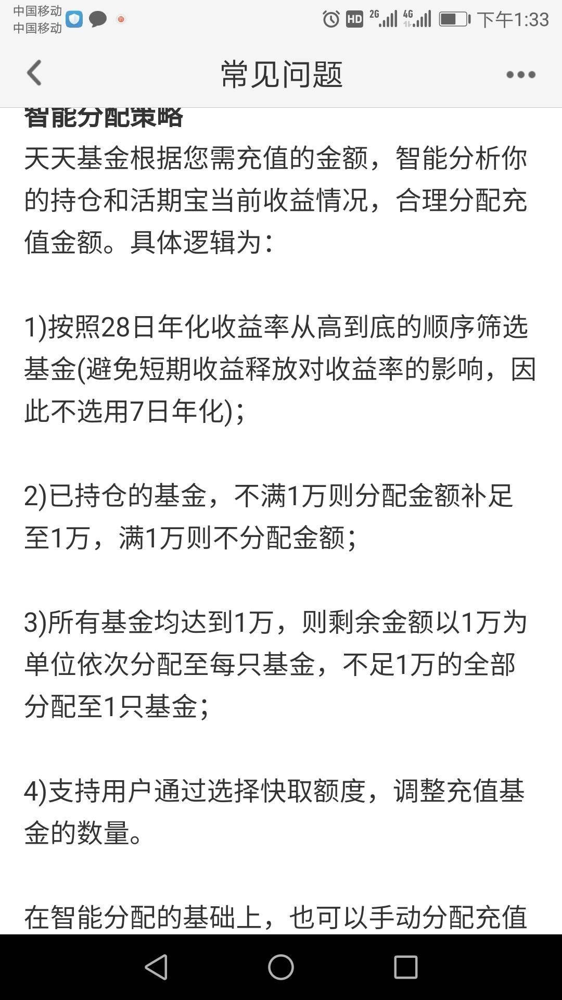 中国移动
中国移动
HD
2G
4G
下午1:33
常见问题
智能分配策略
天天基金根据您需充值的金额，智能分析你
的持仓和活期宝当前收益情况，合理分配充
值金额。具体逻辑为：
1)按照28日年化收益率从高到底的顺序筛选
基金(避免短期收益释放对收益率的影响，因
此不选用7日年化)；
2)已持仓的基金，不满1万则分配金额补足
至1万，满1万则不分配金额；
3)所有基金均达到1万，则剩余金额以1万为
单位依次分配至每只基金，不足1万的全部
分配至1只基金；
4)支持用户通过选择快取额度，调整充值基
金的数量。
在智能分配的基础上，也可以手动分配充值